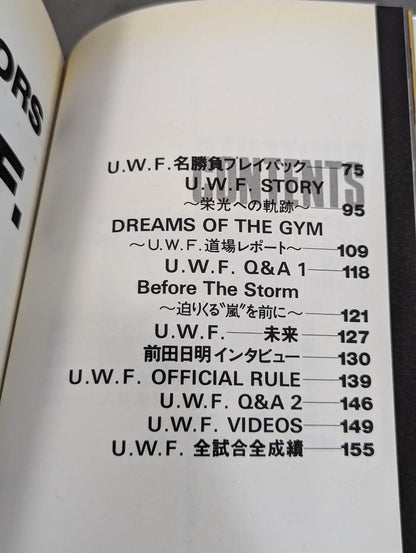 ORS
F.
CONTENTS
U.W.F.名勝負プレイバック——75
U.W.F. STORY
〜栄光への軌跡〜——95
DREAMS OF THE GYM
〜U.W.F.道場レポート〜——109
U.W.F. Q&A 1——118
Before The Storm
〜迫りくる〝嵐〟を前に〜——121
U.W.F.——未来——127
前田日明インタビュー——130
U.W.F. OFFICIAL RULE——139
U.W.F. Q&A 2——146
U.W.F. VIDEOS——149
U.W.F. 全試合全成績——155